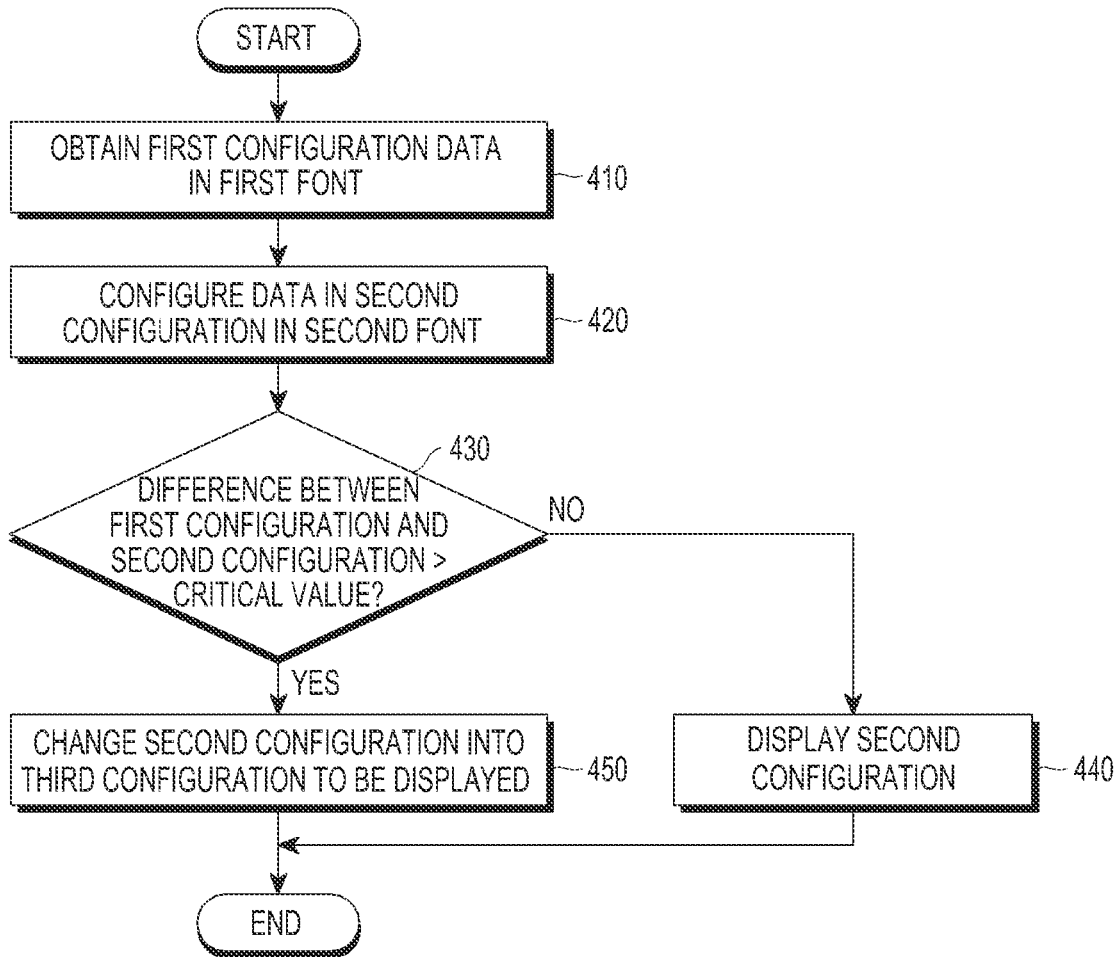 START
OBTAIN FIRST CONFIGURATION DATA
IN FIRST FONT
410
CONFIGURE DATA IN SECOND
CONFIGURATION IN SECOND FONT
420
430
DIFFERENCE BETWEEN
FIRST CONFIGURATION AND
SECOND CONFIGURATION >
CRITICAL VALUE?
NO
YES
CHANGE SECOND CONFIGURATION INTO
THIRD CONFIGURATION TO BE DISPLAYED
450
DISPLAY SECOND
CONFIGURATION
440
END